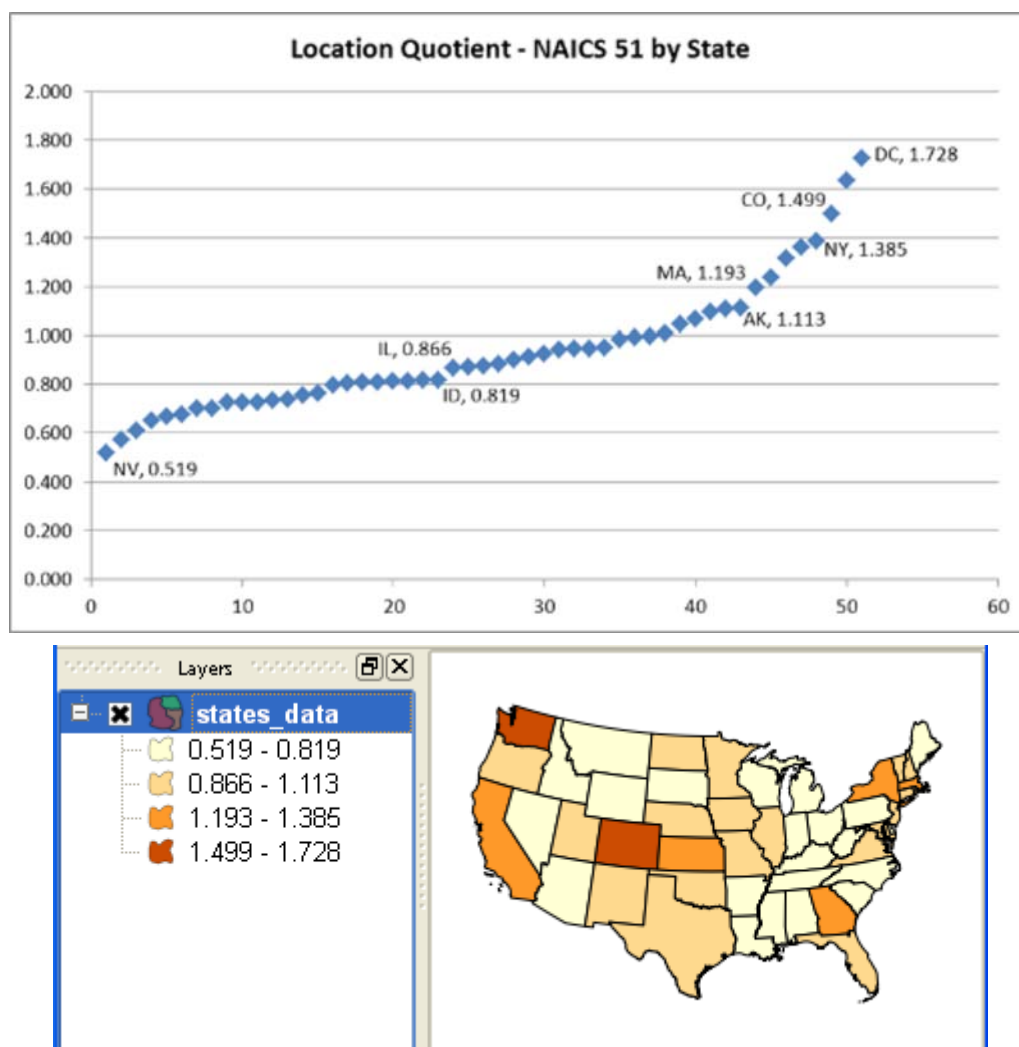 Location Quotient - NAICS 51 by State
2.000
1.800
1.600
1.400
1.200
1.000
0.800
0.600
0.400
0.200
0.000
DC, 1.728
CO, 1.499
NY, 1.385
MA, 1.193
AK, 1.113
IL, 0.866
ID, 0.819
NV, 0.519
0 10 20 30 40 50 60
Layers
states_data
0.519 - 0.819
0.866 - 1.113
1.193 - 1.385
1.499 - 1.728